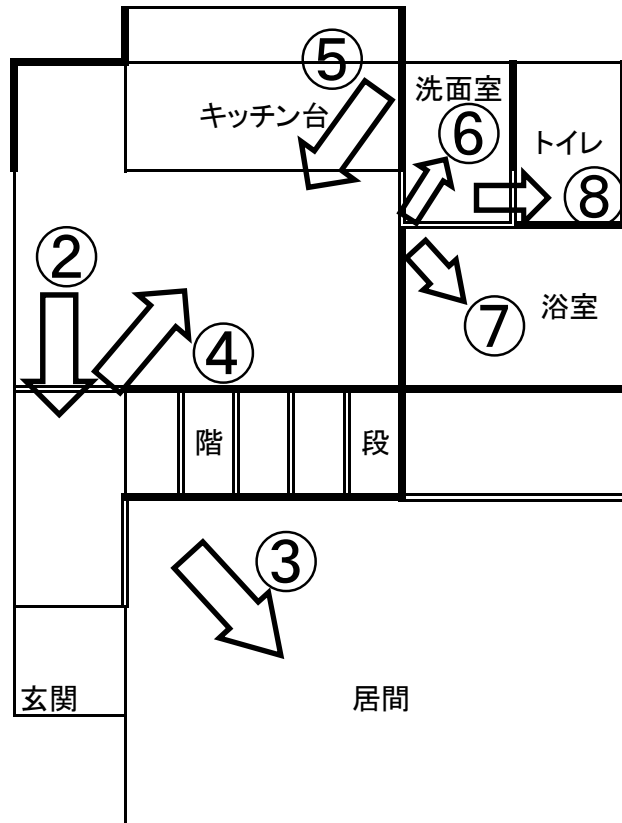 ⑤
洗面室
キッチン台
⑥
トイレ
⑧
②
④
⑦
浴室
階
段
③
玄関
居間